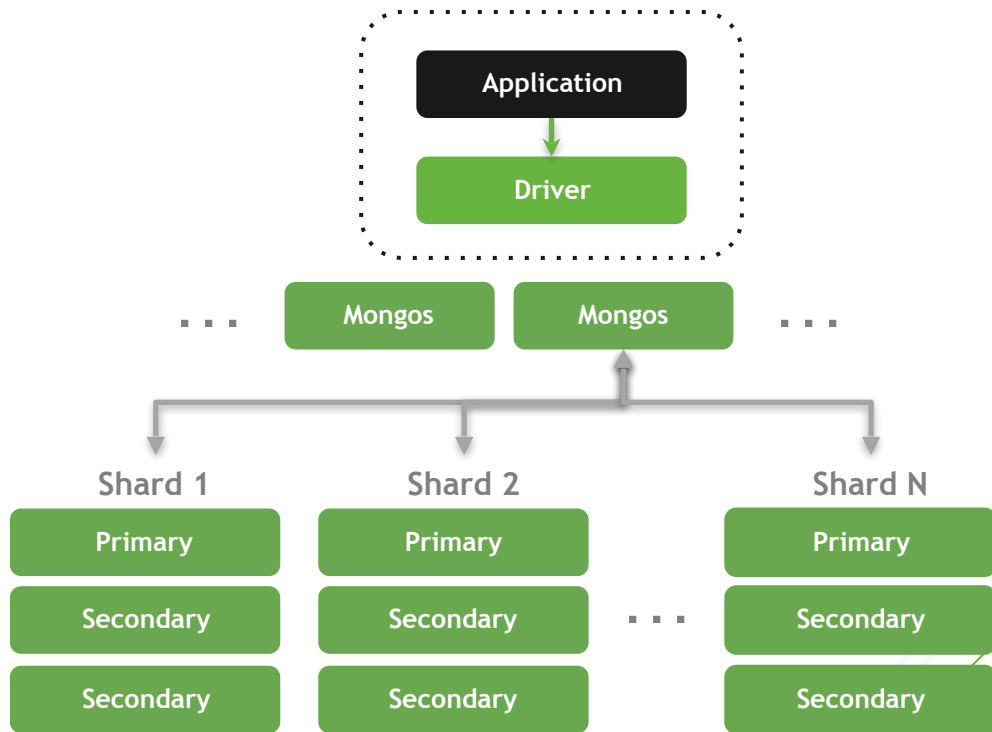 Application
Driver
... Mongos Mongos ...
Shard 1 Shard 2 Shard N
Primary Primary Primary
Secondary Secondary ... Secondary
Secondary Secondary Secondary